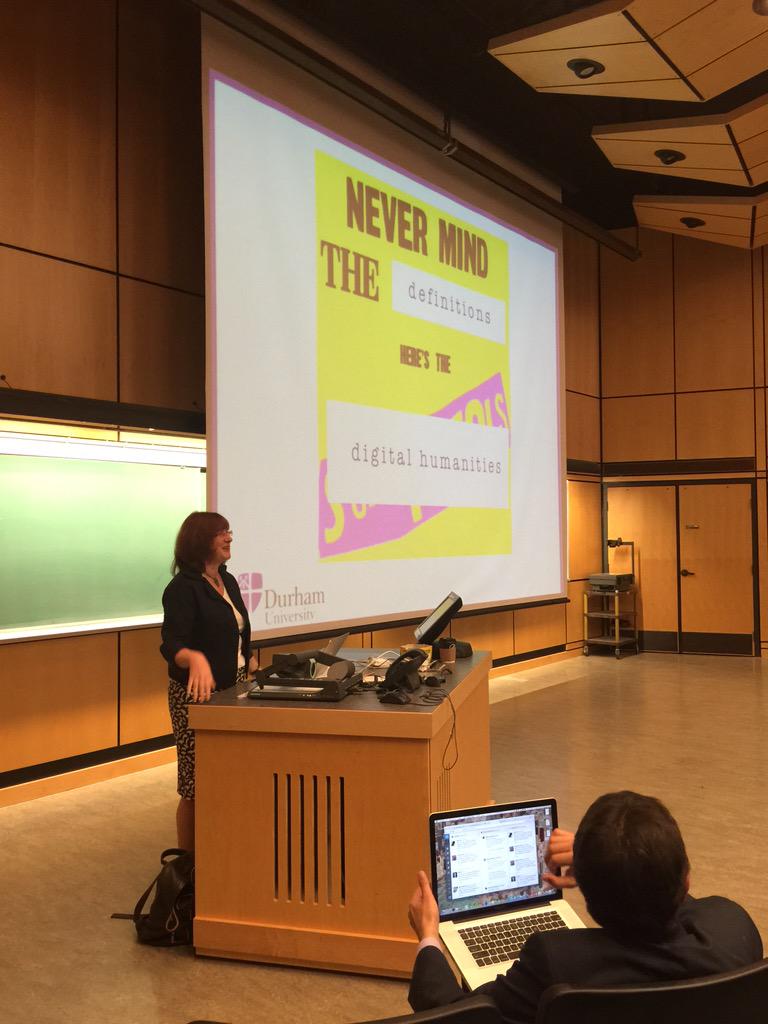 NEVER MIND
THE
definitions
HERE'S THE
digital humanities
Durham
University